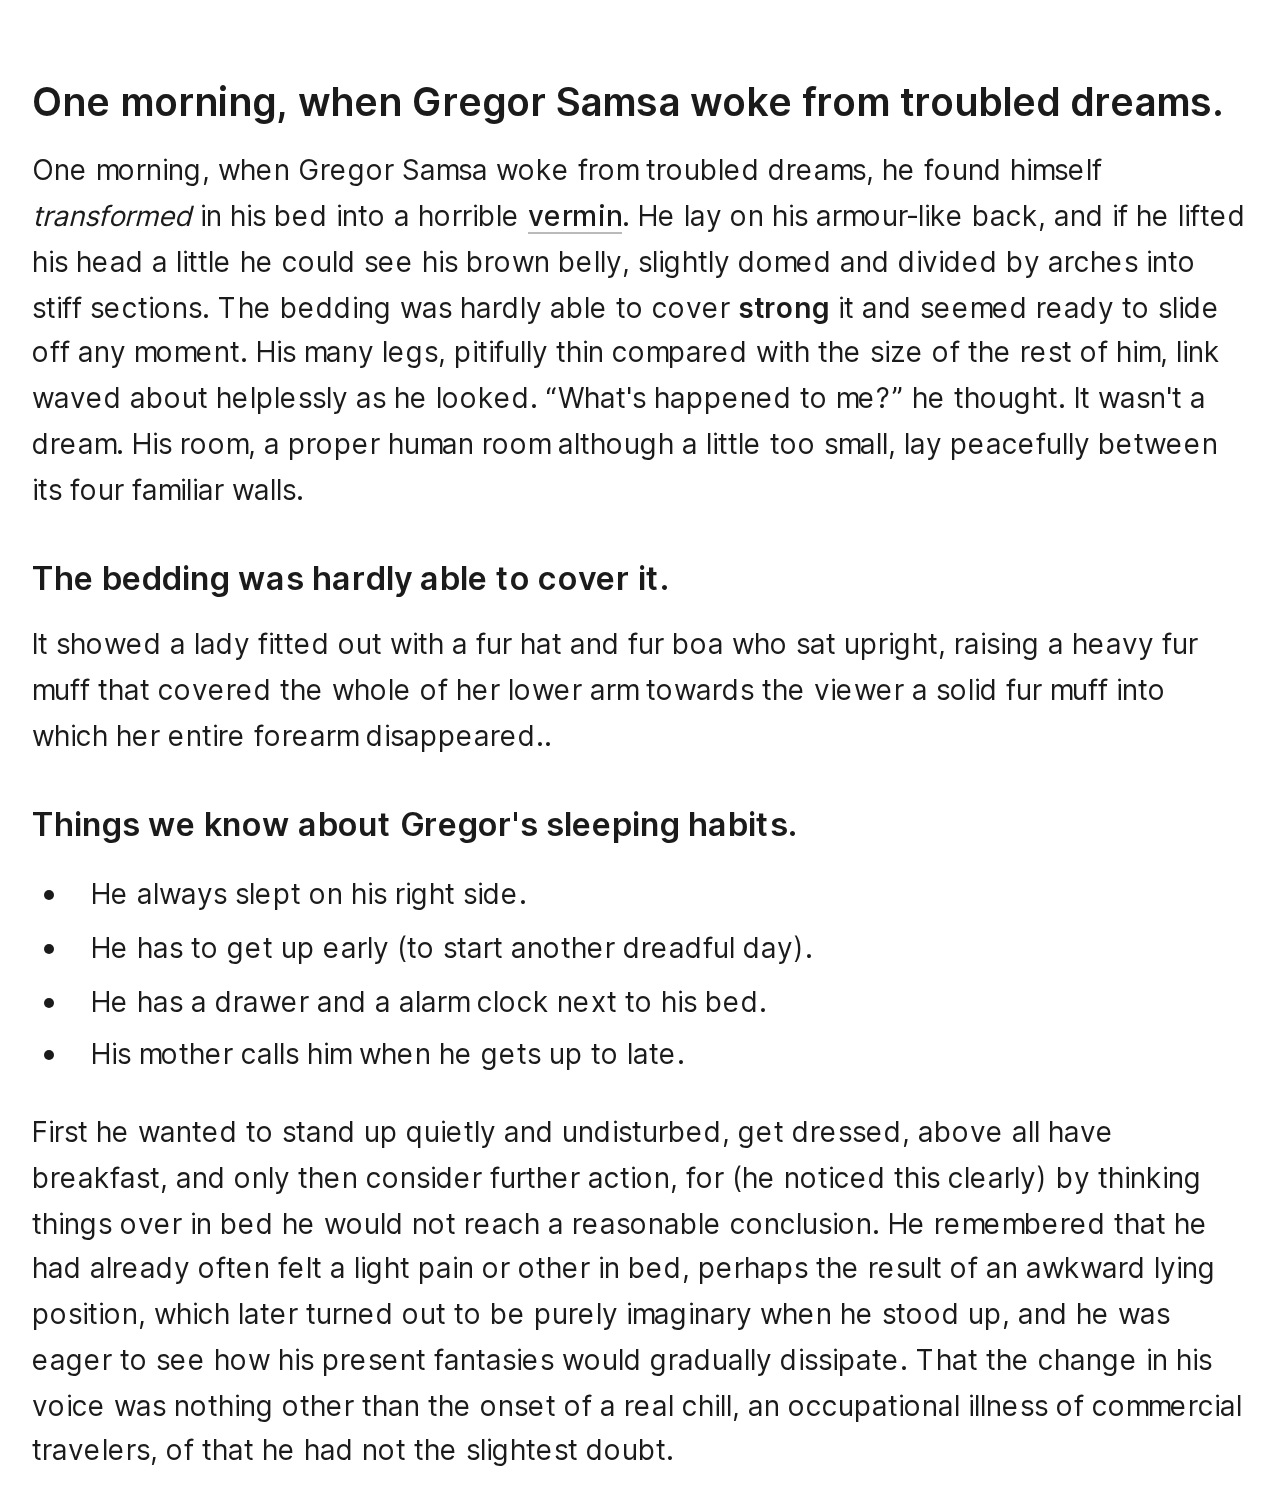 One morning, when Gregor Samsa woke from troubled dreams.
One morning, when Gregor Samsa woke from troubled dreams, he found himself
transformed in his bed into a horrible vermin. He lay on his armour-like back, and if he lifted
his head a little he could see his brown belly, slightly domed and divided by arches into
stiff sections. The bedding was hardly able to cover strong it and seemed ready to slide
off any moment. His many legs, pitifully thin compared with the size of the rest of him, link
waved about helplessly as he looked. “What's happened to me?” he thought. It wasn't a
dream. His room, a proper human room although a little too small, lay peacefully between
its four familiar walls.
The bedding was hardly able to cover it.
It showed a lady fitted out with a fur hat and fur boa who sat upright, raising a heavy fur
muff that covered the whole of her lower arm towards the viewer a solid fur muff into
which her entire forearm disappeared..
Things we know about Gregor's sleeping habits.
• He always slept on his right side.
• He has to get up early (to start another dreadful day).
• He has a drawer and a alarm clock next to his bed.
• His mother calls him when he gets up to late.
First he wanted to stand up quietly and undisturbed, get dressed, above all have
breakfast, and only then consider further action, for (he noticed this clearly) by thinking
things over in bed he would not reach a reasonable conclusion. He remembered that he
had already often felt a light pain or other in bed, perhaps the result of an awkward lying
position, which later turned out to be purely imaginary when he stood up, and he was
eager to see how his present fantasies would gradually dissipate. That the change in his
voice was nothing other than the onset of a real chill, an occupational illness of commercial
travelers, of that he had not the slightest doubt.